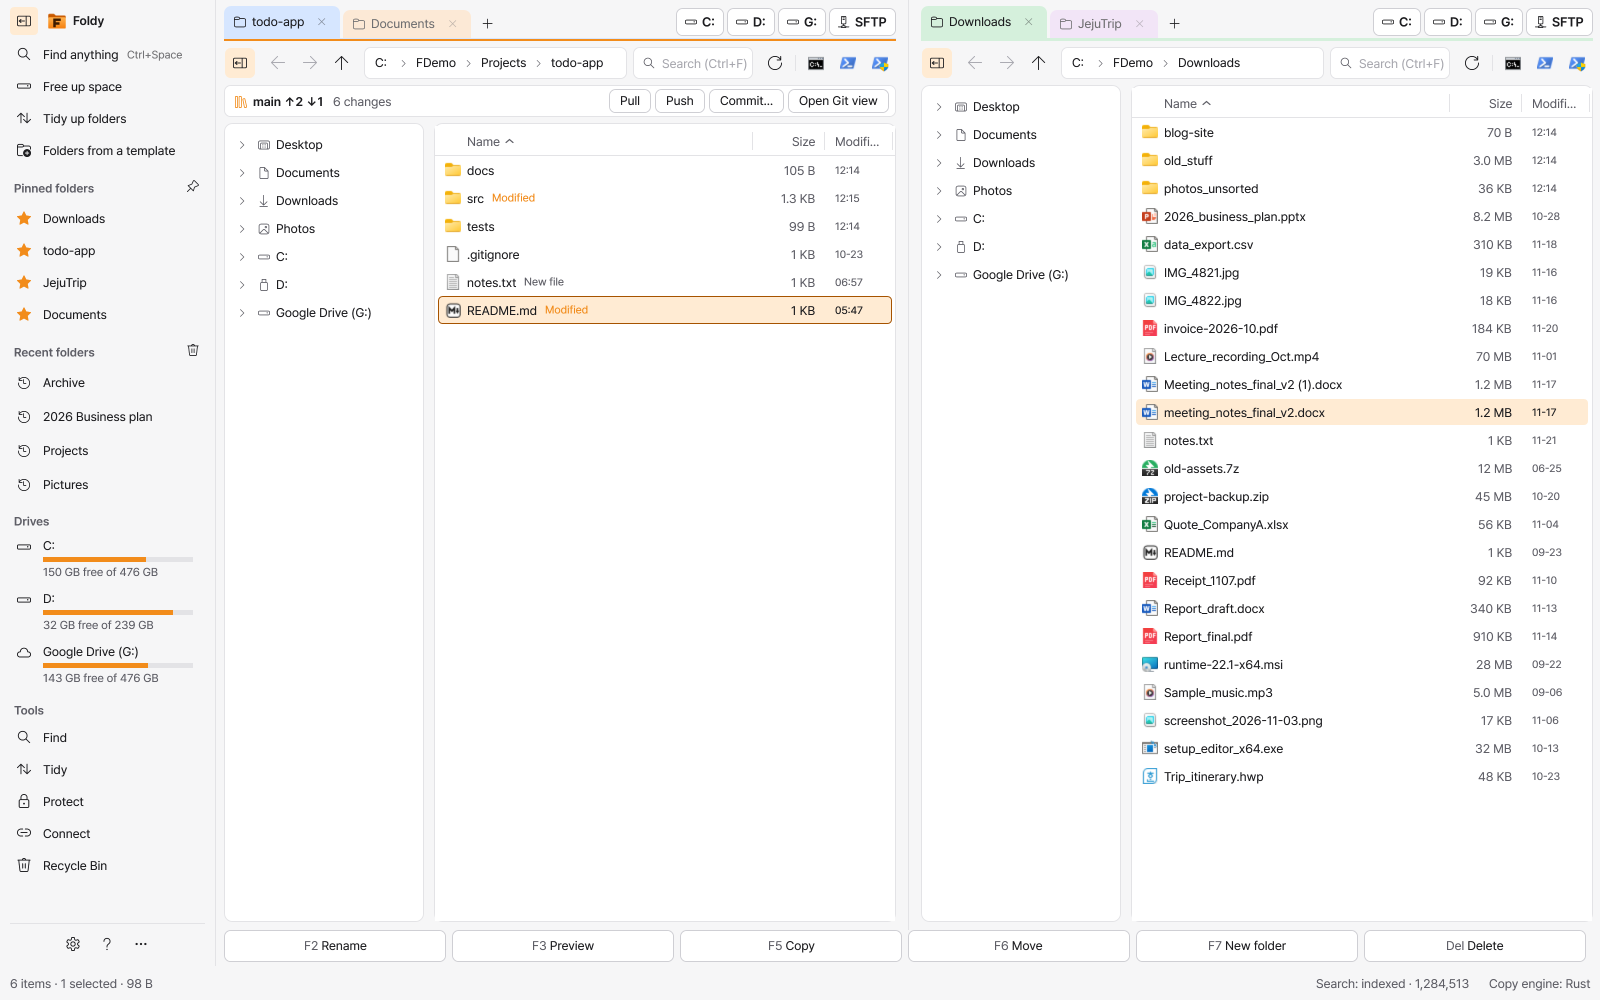 Foldy
Find anything Ctrl+Space
Free up space
Tidy up folders
Folders from a template
Pinned folders
Downloads
todo-app
JejuTrip
Documents
Recent folders
Archive
2026 Business plan
Projects
Pictures
Drives
C:
150 GB free of 476 GB
D:
32 GB free of 239 GB
Google Drive (G:)
143 GB free of 476 GB
Tools
Find
Tidy
Protect
Connect
Recycle Bin
todo-app Documents C: D: G: SFTP
C: FDemo Projects todo-app Search (Ctrl+F)
main ↑2 ↓1 6 changes Pull Push Commit... Open Git view
Desktop
Documents
Downloads
Photos
C:
D:
Google Drive (G:)
Name Size Modifi...
docs 105 B 12:14
src Modified 1.3 KB 12:15
tests 99 B 12:14
.gitignore 1 KB 10-23
notes.txt New file 1 KB 06:57
README.md Modified 1 KB 05:47
Downloads JejuTrip C: D: G: SFTP
C: FDemo Downloads Search (Ctrl+F)
Desktop
Documents
Downloads
Photos
C:
D:
Google Drive (G:)
Name Size Modifi...
blog-site 70 B 12:14
old_stuff 3.0 MB 12:14
photos_unsorted 36 KB 12:14
2026_business_plan.pptx 8.2 MB 10-28
data_export.csv 310 KB 11-18
IMG_4821.jpg 19 KB 11-16
IMG_4822.jpg 18 KB 11-16
invoice-2026-10.pdf 184 KB 11-20
Lecture_recording_Oct.mp4 70 MB 11-01
Meeting_notes_final_v2 (1).docx 1.2 MB 11-17
meeting_notes_final_v2.docx 1.2 MB 11-17
notes.txt 1 KB 11-21
old-assets.7z 12 MB 06-25
project-backup.zip 45 MB 10-20
Quote_CompanyA.xlsx 56 KB 11-04
README.md 1 KB 09-23
Receipt_1107.pdf 92 KB 11-10
Report_draft.docx 340 KB 11-13
Report_final.pdf 910 KB 11-14
runtime-22.1-x64.msi 28 MB 09-22
Sample_music.mp3 5.0 MB 09-06
screenshot_2026-11-03.png 17 KB 11-06
setup_editor_x64.exe 32 MB 10-13
Trip_itinerary.hwp 48 KB 10-23
F2 Rename F3 Preview F5 Copy F6 Move F7 New folder Del Delete
6 items · 1 selected · 98 B Search: indexed · 1,284,513 Copy engine: Rust